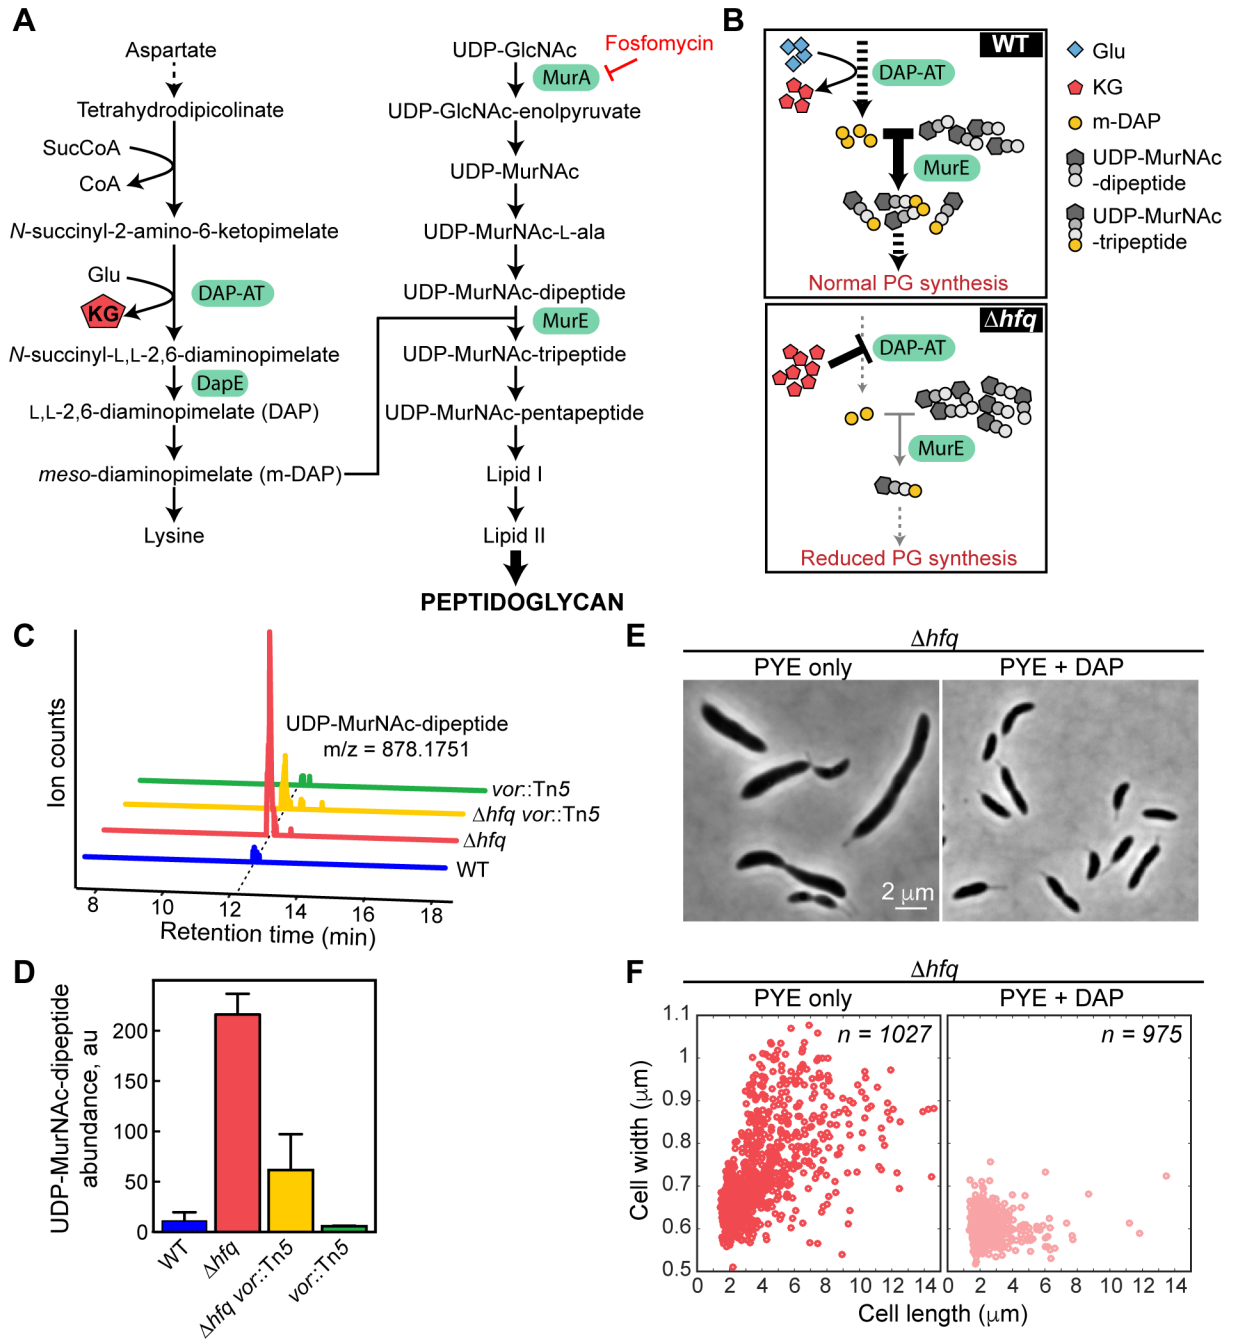 A
Aspartate
Tetrahydrodipicolinate
SucCoA
CoA
N-succinyl-2-amino-6-ketopimelate
Glu
KG
DAP-AT
N-succinyl-L,L-2,6-diaminopimelate
DapE
L,L-2,6-diaminopimelate (DAP)
meso-diaminopimelate (m-DAP)
Lysine
UDP-GlcNAc
Fosfomycin
MurA
UDP-GlcNAc-enolpyruvate
UDP-MurNAc
UDP-MurNAc-L-ala
UDP-MurNAc-dipeptide
MurE
UDP-MurNAc-tripeptide
UDP-MurNAc-pentapeptide
Lipid I
Lipid II
PEPTIDOGLYCAN
B
WT
DAP-AT
MurE
Normal PG synthesis
Δhfq
DAP-AT
MurE
Reduced PG synthesis
Glu
KG
m-DAP
UDP-MurNAc
-dipeptide
UDP-MurNAc
-tripeptide
C
Ion counts
UDP-MurNAc-dipeptide
m/z = 878.1751
vor::Tn5
Δhfq vor::Tn5
Δhfq
WT
8 10 12 14 16 18
Retention time (min)
D
UDP-MurNAc-dipeptide
abundance, au
200
150
100
50
0
WT
Δhfq
Δhfq vor::Tn5
vor::Tn5
E
Δhfq
PYE only
PYE + DAP
2 μm
F
Δhfq
PYE only
PYE + DAP
n = 1027
n = 975
Cell width (μm)
1.1
1
0.9
0.8
0.7
0.6
0.5
0 2 4 6 8 10 12 14
0 2 4 6 8 10 12 14
Cell length (μm)